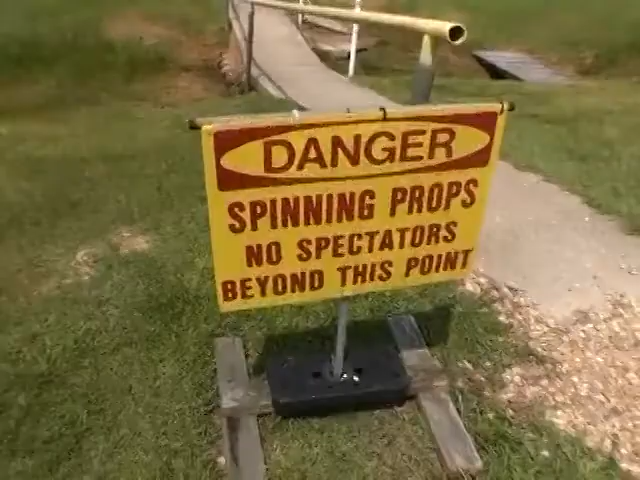 DANGER
SPINNING PROPS
NO SPECTATORS
BEYOND THIS POINT